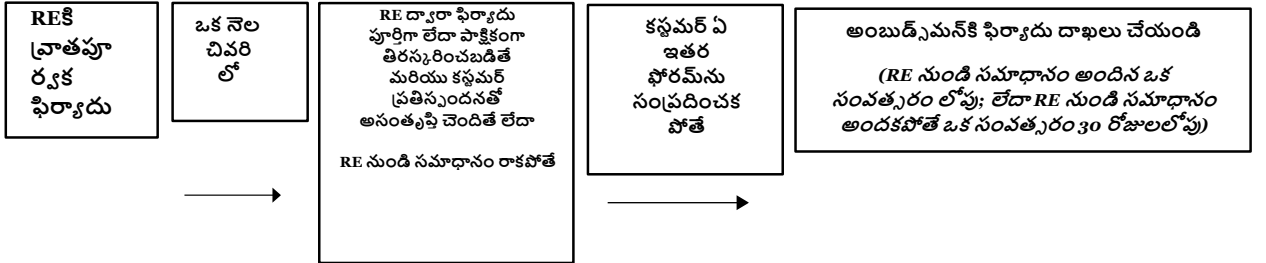 REకి
వ్రాతపూ
ర్వక
ఫిర్యాదు
ఒక నెల
చివరి
లో
RE ద్వారా ఫిర్యాదు
పూర్తిగా లేదా పాక్షికంగా
తిరస్కరించబడితే
మరియు కస్టమర్
ప్రతిస్పందనతో
అసంతృప్తి చెందితే లేదా
RE నుండి సమాధానం రాకపోతే
కస్టమర్ ఏ
ఇతర
ఫోరమ్‌ను
సంప్రదించక
పోతే
అంబుడ్స్‌మన్‌కి ఫిర్యాదు దాఖలు చేయండి
(RE నుండి సమాధానం అందిన ఒక
సంవత్సరం లోపు; లేదా RE నుండి సమాధానం
అందకపోతే ఒక సంవత్సరం 30 రోజులలోపు)